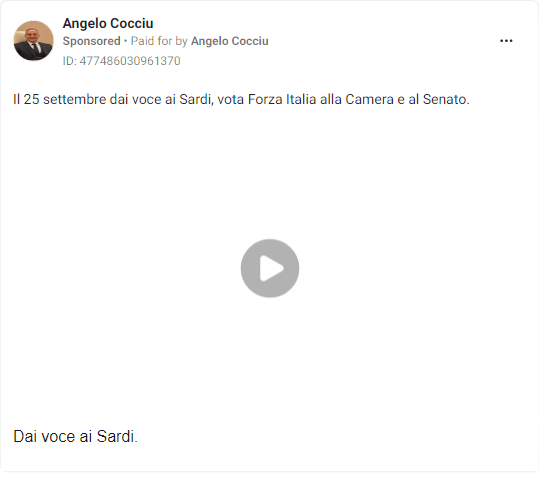 Angelo Cocciu
Sponsored • Paid for by Angelo Cocciu
ID: 477486030961370
Il 25 settembre dai voce ai Sardi, vota Forza Italia alla Camera e al Senato.
Dai voce ai Sardi.